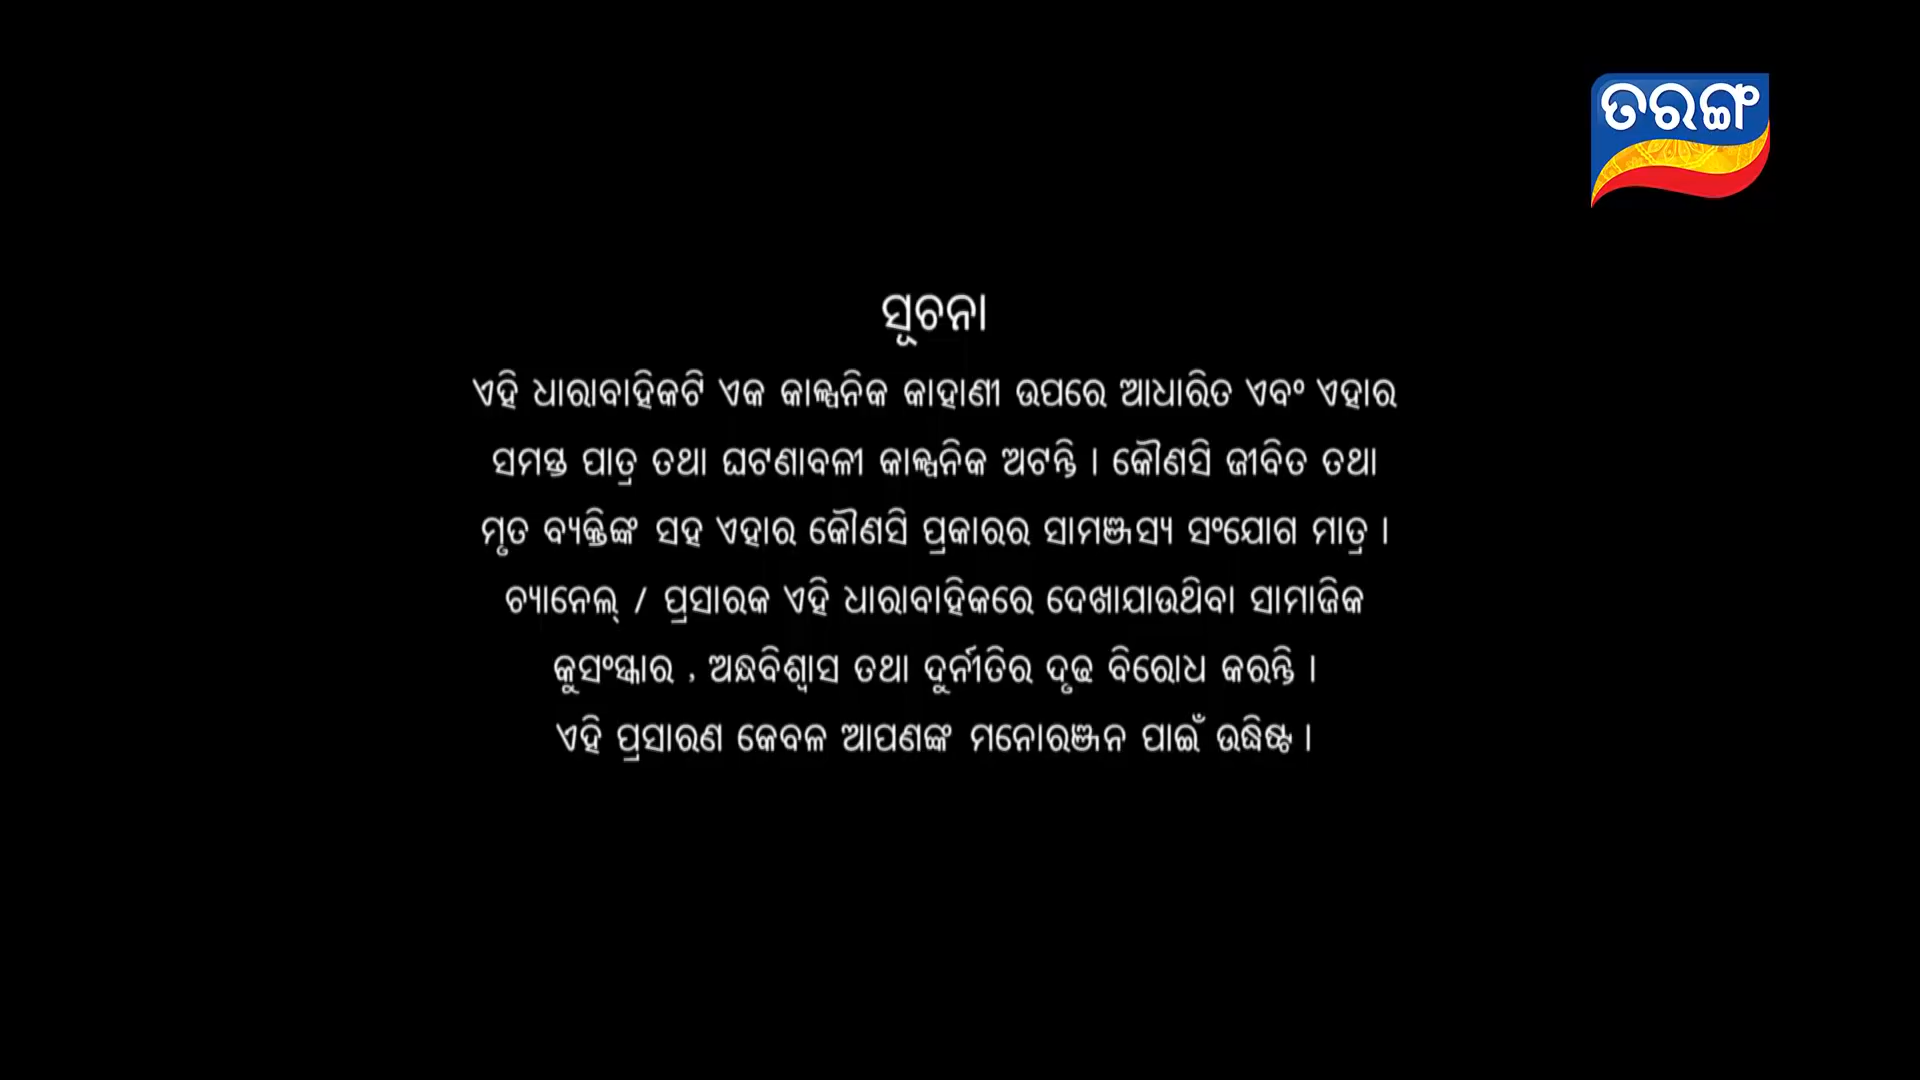 ତରଙ୍ଗ
ସୂଚନା
ଏହି ଧାରାବାହିକଟି ଏକ କାଳ୍ପନିକ କାହାଣୀ ଉପରେ ଆଧାରିତ ଏବଂ ଏହାର
ସମସ୍ତ ପାତ୍ର ତଥା ଘଟଣାବଳୀ କାଳ୍ପନିକ ଅଟନ୍ତି । କୌଣସି ଜୀବିତ ତଥା
ମୃତ ବ୍ୟକ୍ତିଙ୍କ ସହ ଏହାର କୌଣସି ପ୍ରକାରର ସାମଞ୍ଜସ୍ୟ ସଂଯୋଗ ମାତ୍ର ।
ଚ୍ୟାନେଲ୍ / ପ୍ରସାରକ ଏହି ଧାରାବାହିକରେ ଦେଖାଯାଉଥିବା ସାମାଜିକ
କୁସଂସ୍କାର , ଅନ୍ଧବିଶ୍ୱାସ ତଥା ଦୁର୍ନୀତିର ଦୃଢ ବିରୋଧ କରନ୍ତି ।
ଏହି ପ୍ରସାରଣ କେବଳ ଆପଣଙ୍କ ମନୋରଞ୍ଜନ ପାଇଁ ଉଦ୍ଧିଷ୍ଟ ।